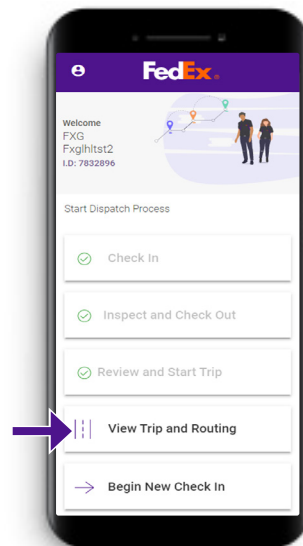 FedEx.
Welcome
FXG
Fxglhltst2
I.D: 7832896
Start Dispatch Process
Check In
Inspect and Check Out
Review and Start Trip
View Trip and Routing
Begin New Check In